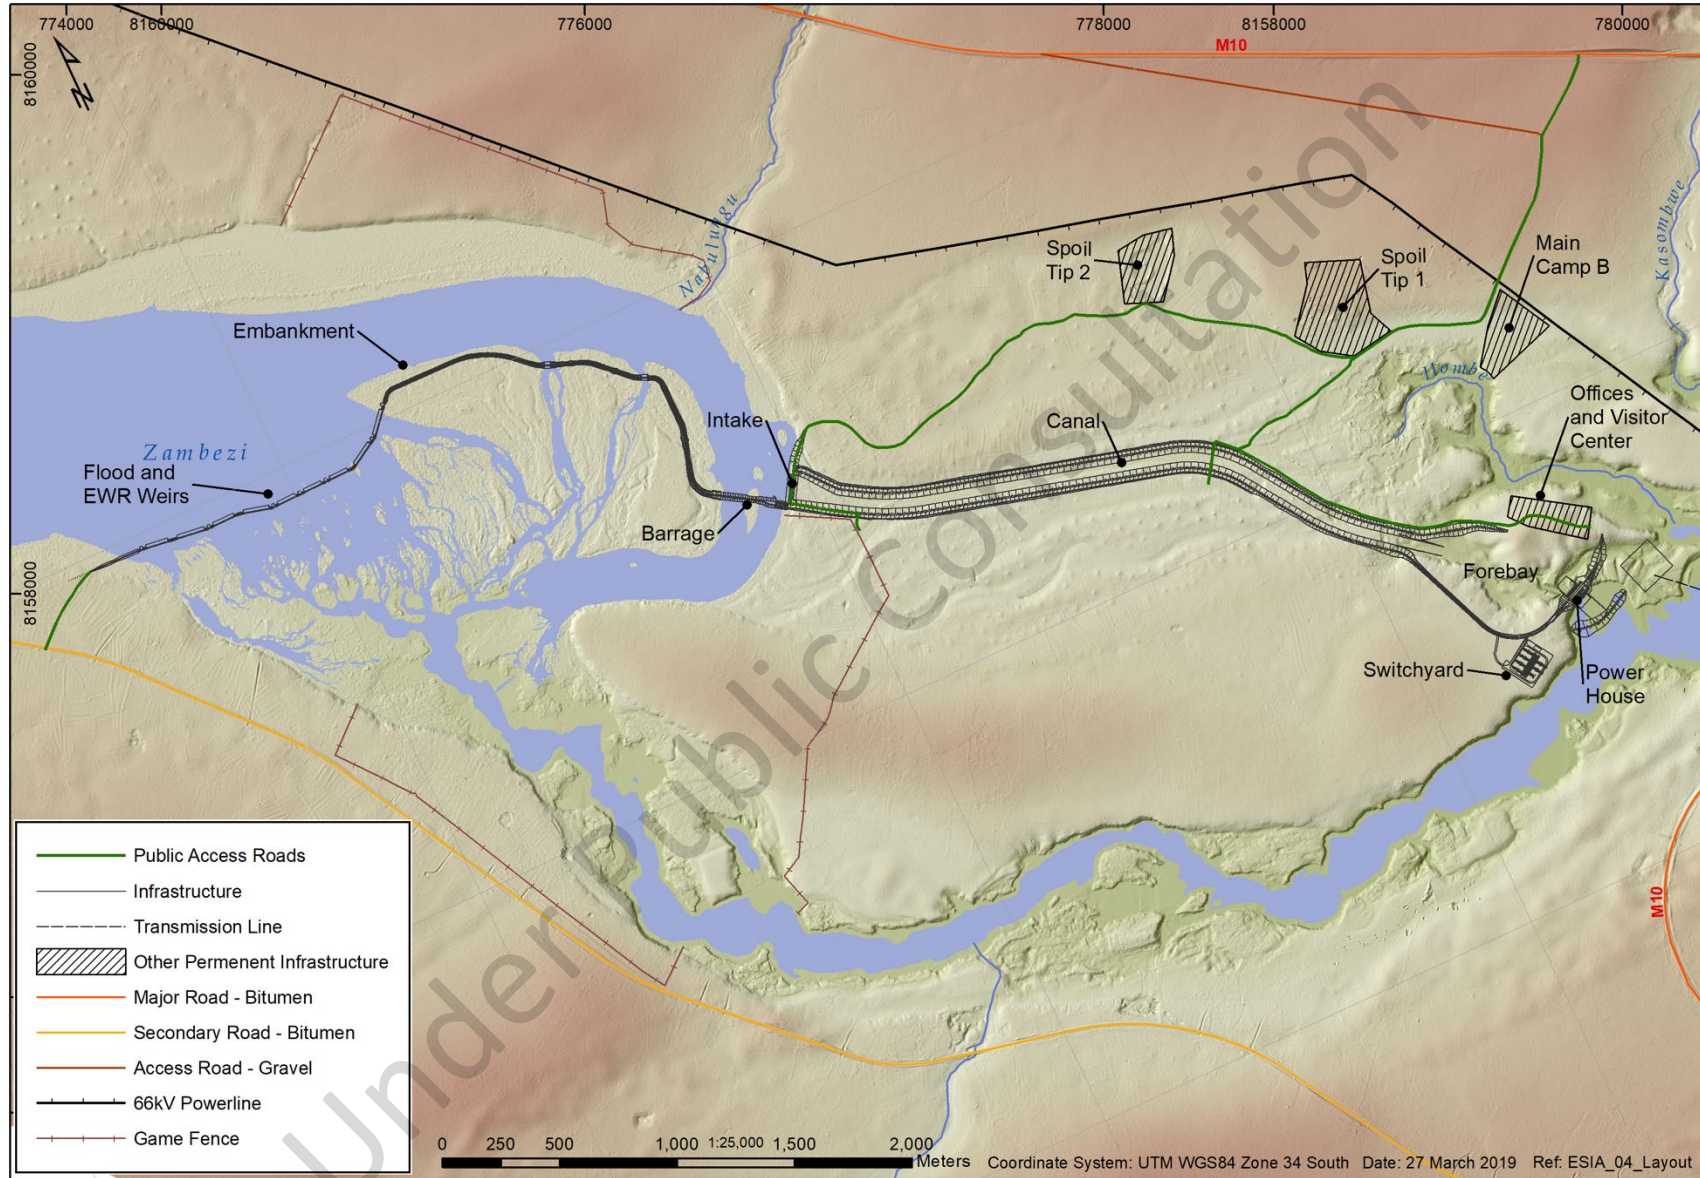 774000
8160000
776000
778000
8158000
780000
M10
8160000
Nabulungu
Kasombwe
Spoil
Tip 2
Spoil
Tip 1
Main
Camp B
Embankment
Wombe
Offices
and Visitor
Center
Intake
Canal
Zambezi
Flood and
EWR Weirs
Barrage
8158000
Forebay
Switchyard
Power
House
M10
Public Access Roads
Infrastructure
Transmission Line
Other Permenent Infrastructure
Major Road - Bitumen
Secondary Road - Bitumen
Access Road - Gravel
66kV Powerline
Game Fence
Under public Consultation
0 250 500 1,000 1:25,000 1,500 2,000
Meters
Coordinate System: UTM WGS84 Zone 34 South Date: 27 March 2019 Ref: ESIA_04_Layout
N